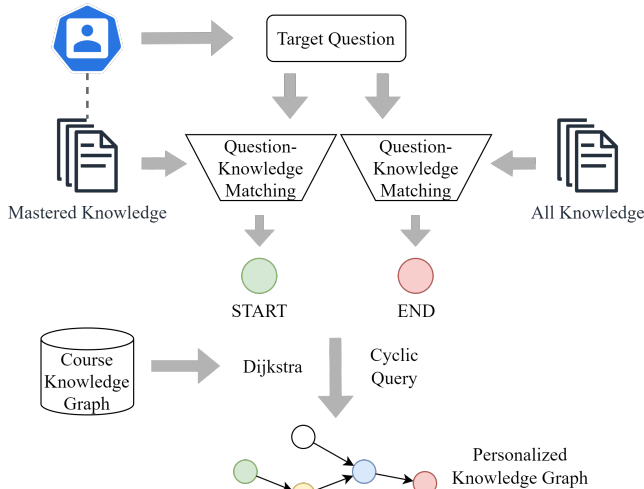 Target Question
Question-
Knowledge
Matching
Question-
Knowledge
Matching
Mastered Knowledge
All Knowledge
START
END
Course
Knowledge
Graph
Dijkstra
Cyclic
Query
Personalized
Knowledge Graph